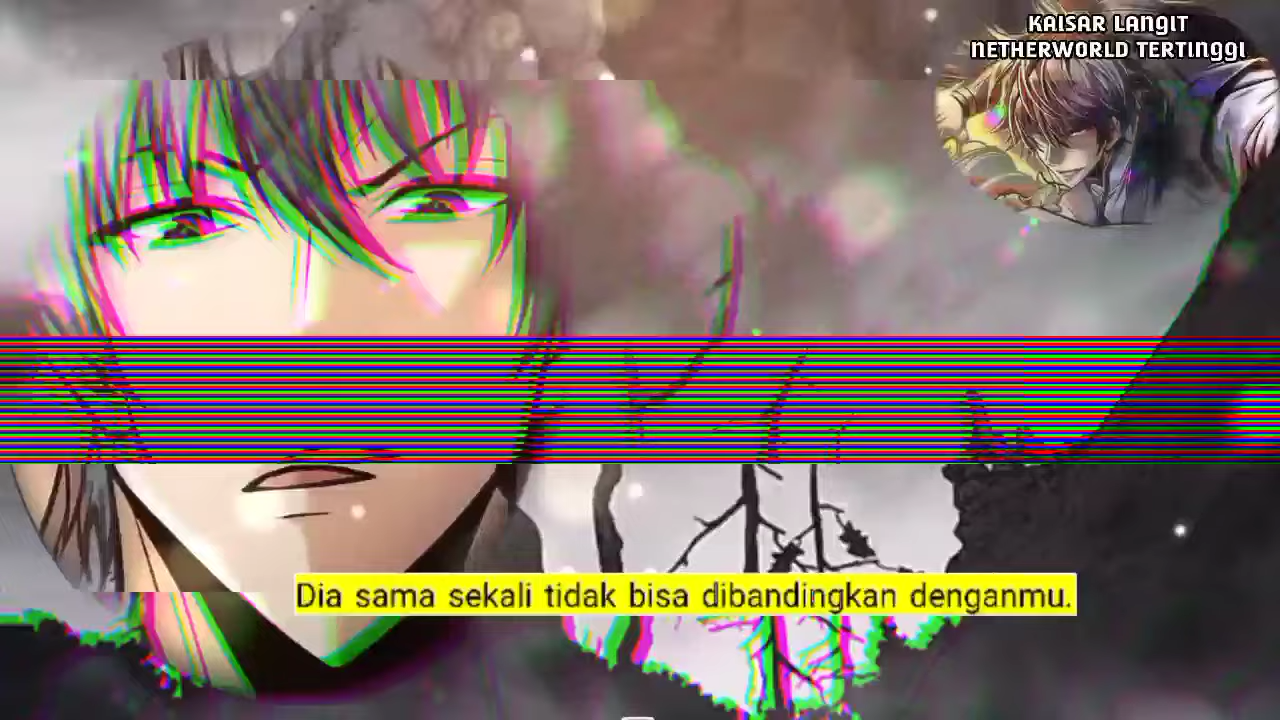 KAISAR LANGIT
NETHERWORLD TERTINGGI
Dia sama sekali tidak bisa dibandingkan denganmu.